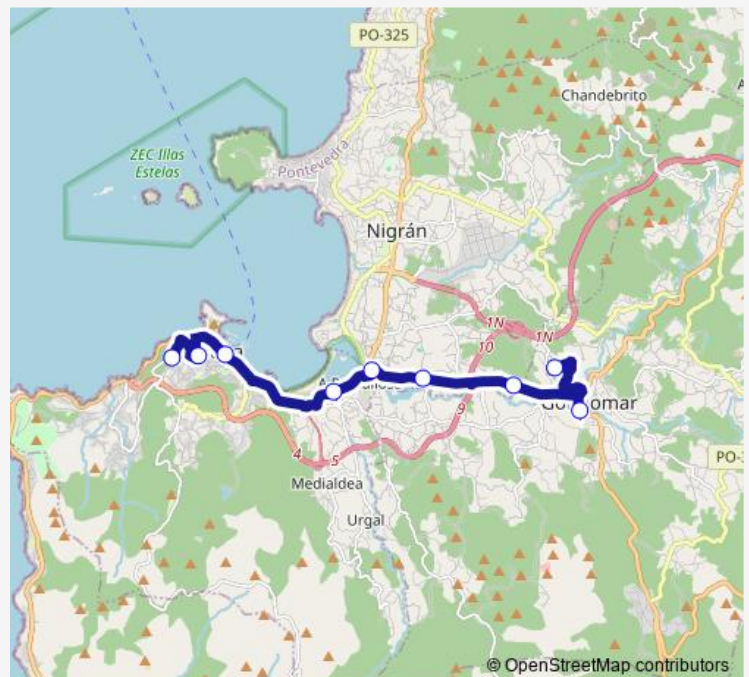 PO-325
Chandebrito
ZEC Illas
Estelas
Pontevedra
Nigrán
1N
1N
10
9
4
5
Medialdea
Urgal
PO-3
© OpenStreetMap contributors